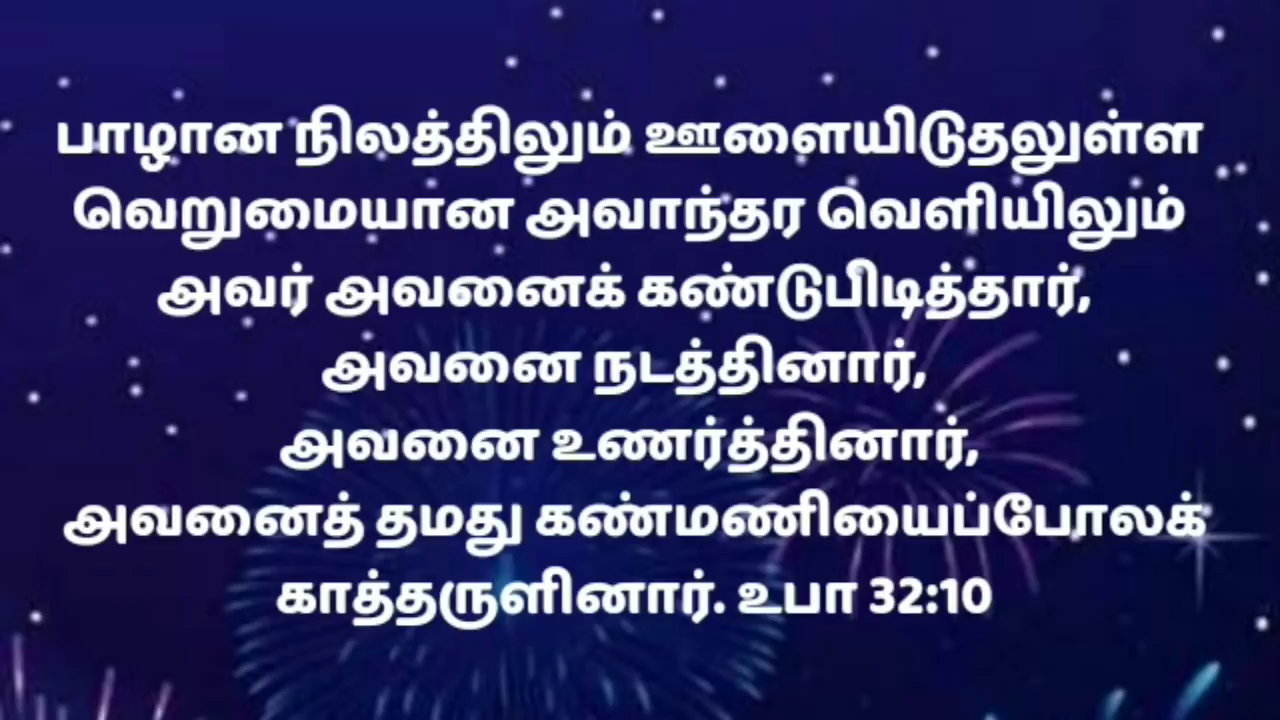 பாழான நிலத்திலும் ஊளையிடுதலுள்ள
வெறுமையான அவாந்தர வெளியிலும்
அவர் அவனைக் கண்டுபிடித்தார்,
அவனை நடத்தினார்,
அவனை உணர்த்தினார்,
அவனைத் தமது கண்மணியைப்போலக்
காத்தருளினார். உபா 32:10